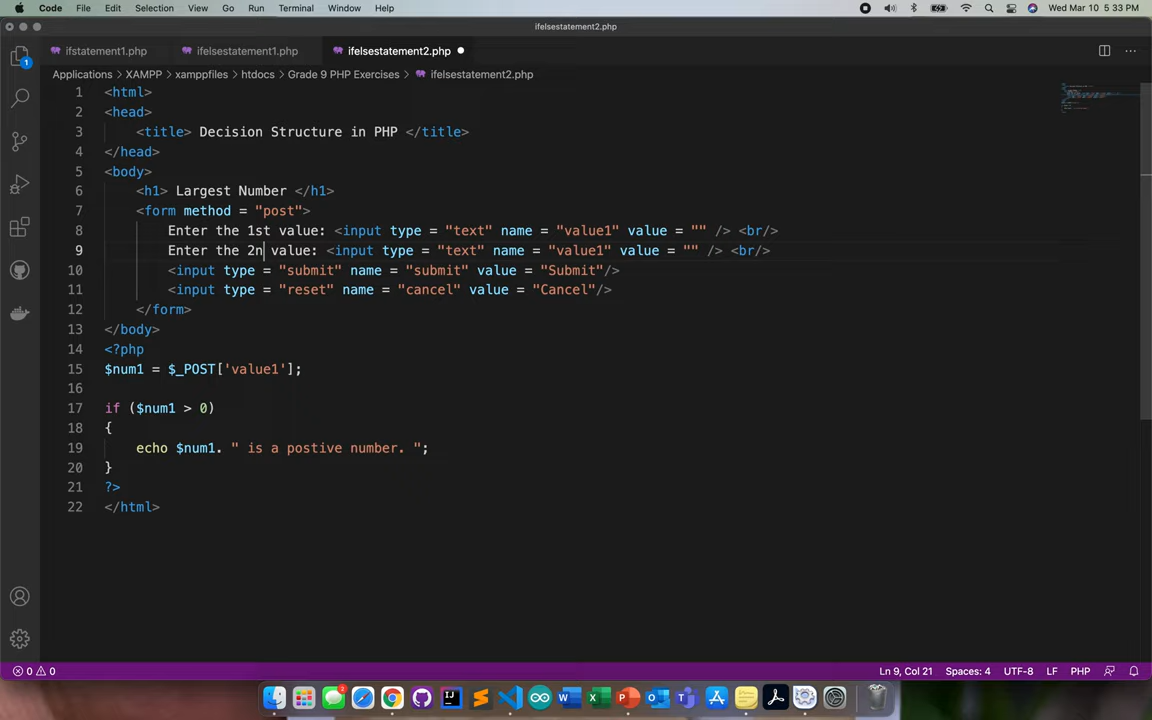 Code File Edit Selection View Go Run Terminal Window Help Wed Mar 10 5:33 PM
ifelsestatement2.php
ifstatement1.php ifelsestatement1.php ifelsestatement2.php
Applications > XAMPP > xamppfiles > htdocs > Grade 9 PHP Exercises > ifelsestatement2.php
1 <html>
2 <head>
3 <title> Decision Structure in PHP </title>
4 </head>
5 <body>
6 <h1> Largest Number </h1>
7 <form method = "post">
8 Enter the 1st value: <input type = "text" name = "value1" value = "" /> <br/>
9 Enter the 2n value: <input type = "text" name = "value1" value = "" /> <br/>
10 <input type = "submit" name = "submit" value = "Submit"/>
11 <input type = "reset" name = "cancel" value = "Cancel"/>
12 </form>
13 </body>
14 <?php
15 $num1 = $_POST['value1'];
16
17 if ($num1 > 0)
18 {
19 echo $num1. " is a postive number. ";
20 }
21 ?>
22 </html>
1
0 0 Ln 9, Col 21 Spaces: 4 UTF-8 LF PHP